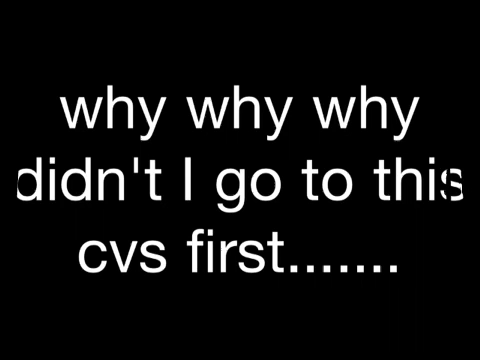 why why why
didn't I go to this
cvs first.......